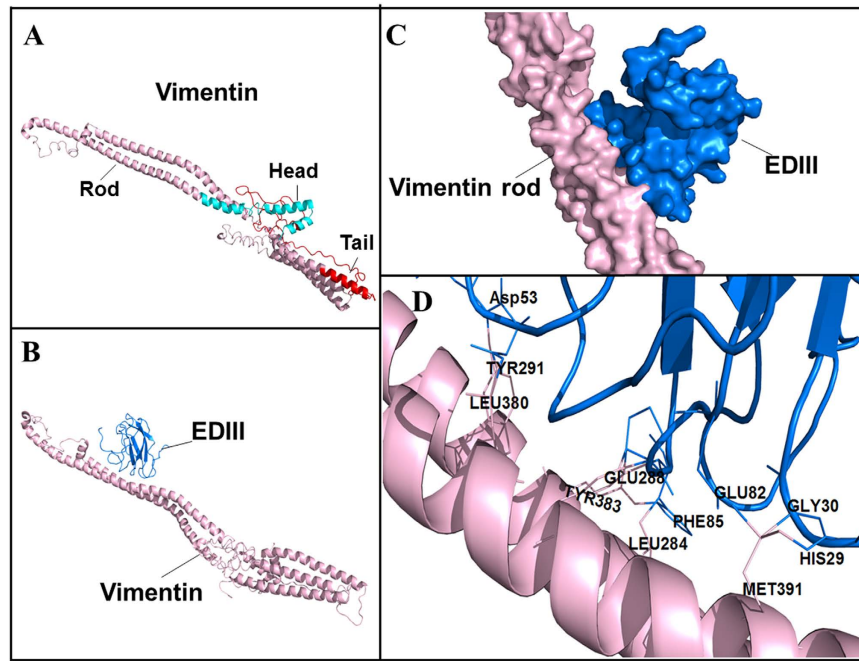 A
Vimentin
Head
Rod
Tail
B
EDIII
Vimentin
C
EDIII
Vimentin rod
D
Asp53
TYR291
LEU380
GLU288
TYR383
GLU82
GLY30
PHE85
LEU284
HIS29
MET391